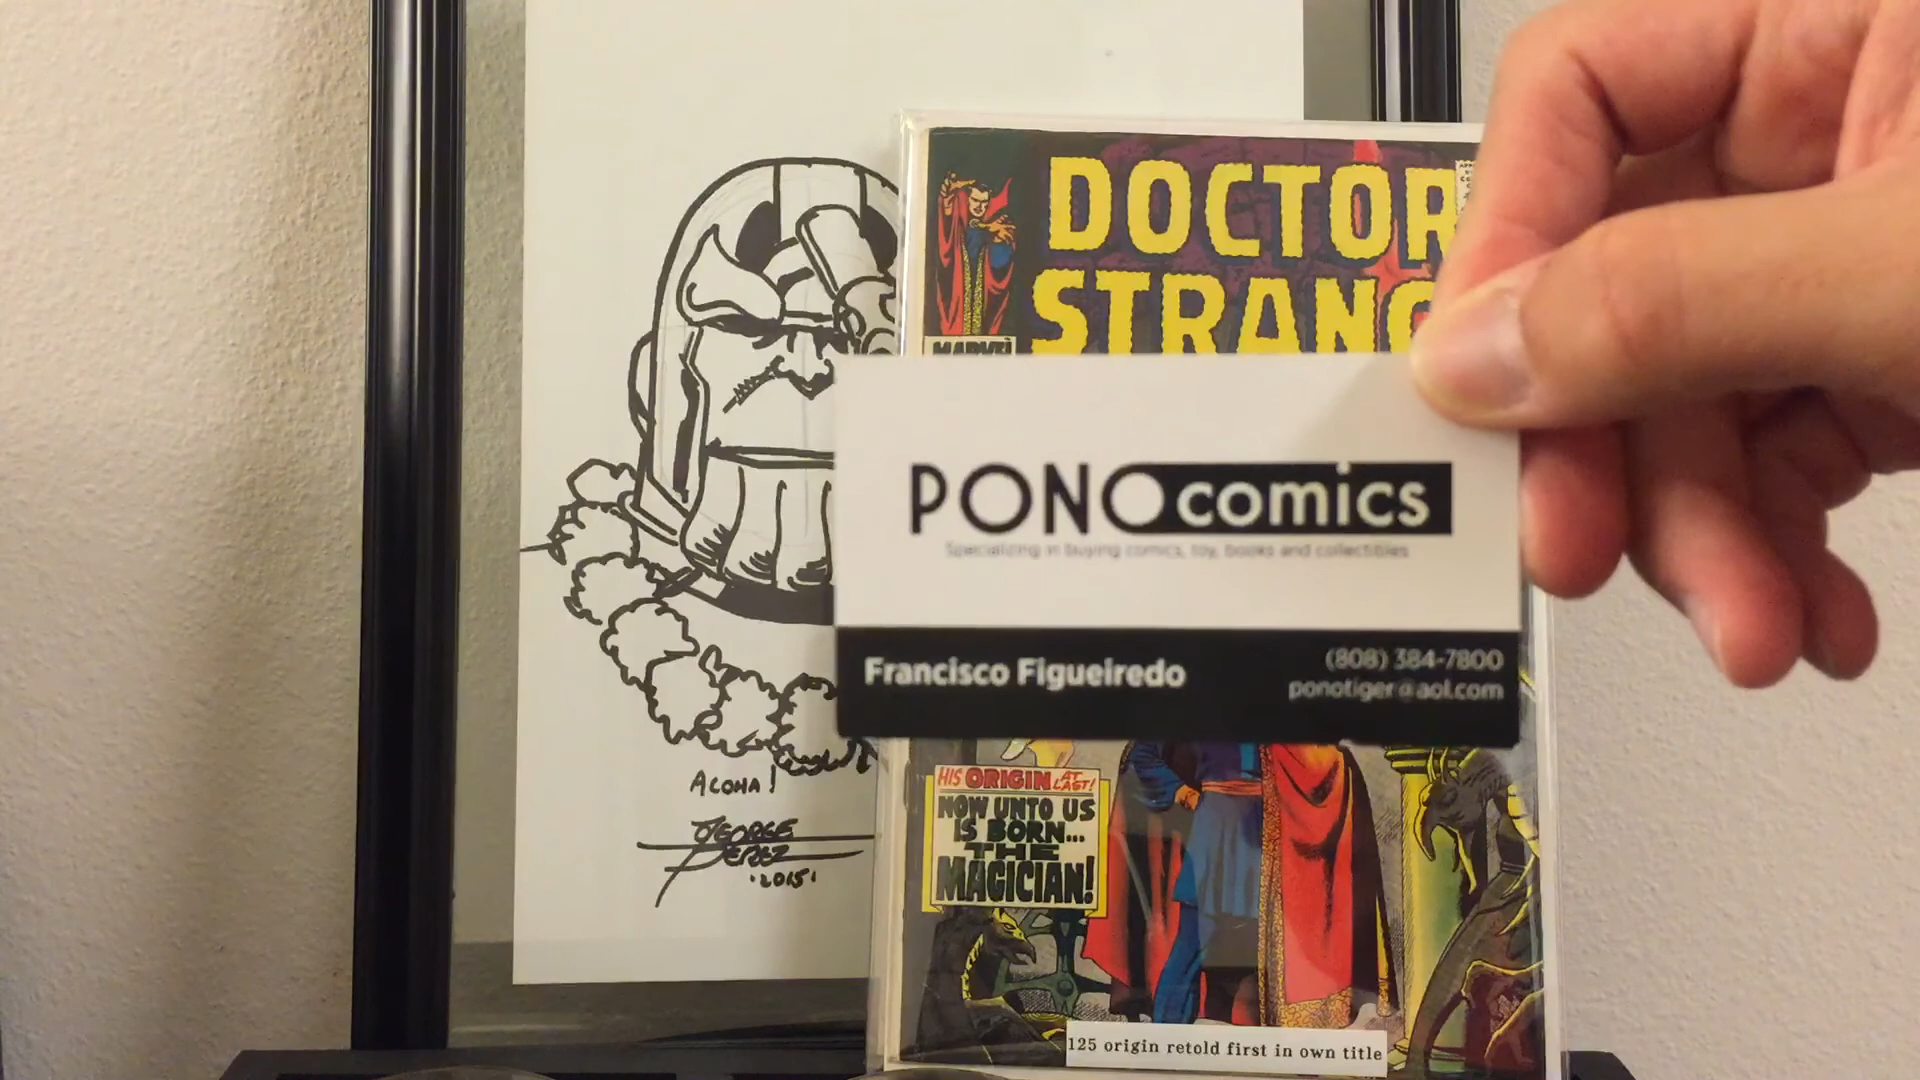 DOCTOR
STRANG
MARVEL
PONO comics
Specializing in buying comics, toy, books and collectibles
Francisco Figueiredo
(808) 384-7800
ponotiger@aol.com
HIS ORIGIN AT LAST!
NOW UNTO US
IS BORN...
THE
MAGICIAN!
ALOHA!
GEORGE
PEREZ
·2015·
125 origin retold first in own title